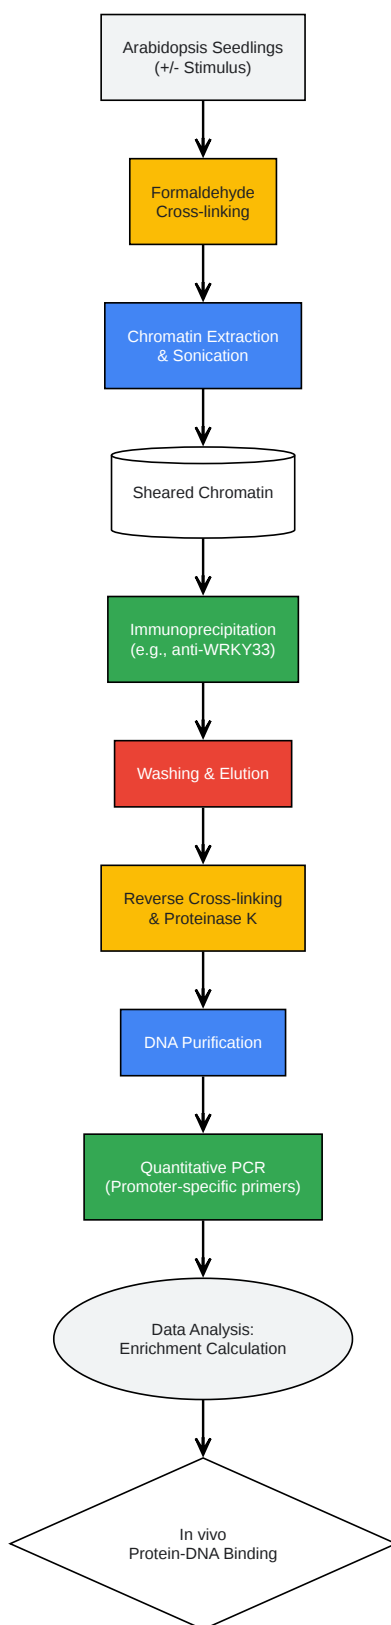 Arabidopsis Seedlings
(+/- Stimulus)
Formaldehyde
Cross-linking
Chromatin Extraction
& Sonication
Sheared Chromatin
Immunoprecipitation
(e.g., anti-WRKY33)
Washing & Elution
Reverse Cross-linking
& Proteinase K
DNA Purification
Quantitative PCR
(Promoter-specific primers)
Data Analysis:
Enrichment Calculation
In vivo
Protein-DNA Binding